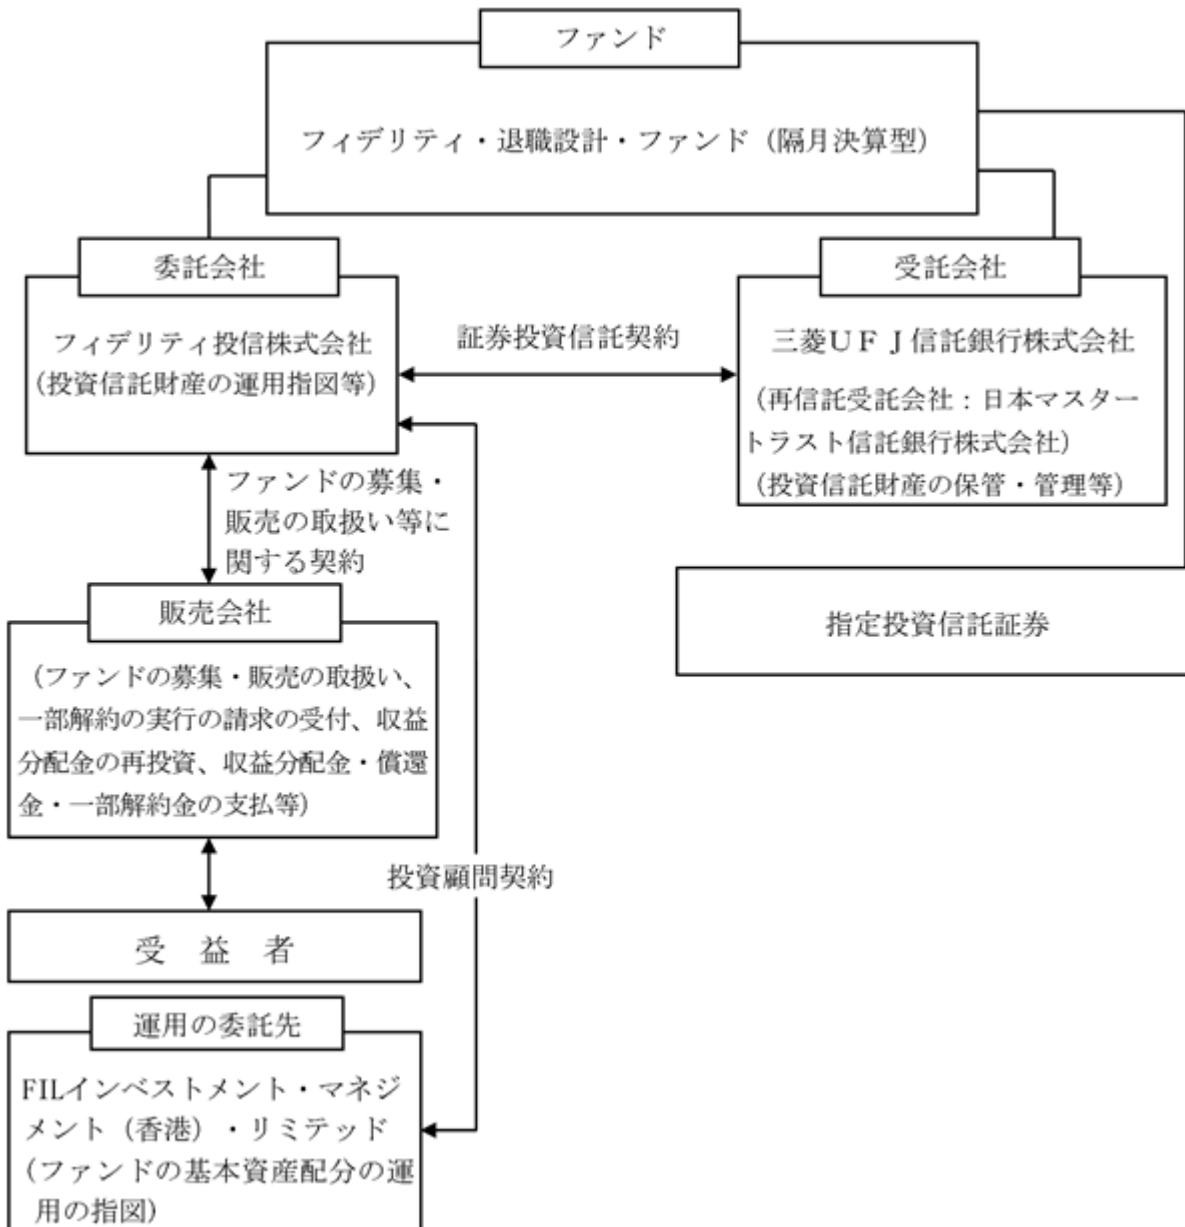 ファンド
フィデリティ・退職設計・ファンド（隔月決算型）
委託会社
フィデリティ投信株式会社
（投資信託財産の運用指図等）
証券投資信託契約
受託会社
三菱ＵＦＪ信託銀行株式会社
（再信託受託会社：日本マスター
トラスト信託銀行株式会社）
（投資信託財産の保管・管理等）
ファンドの募集・
販売の取扱い等に
関する契約
販売会社
（ファンドの募集・販売の取扱い、
一部解約の実行の請求の受付、収益
分配金の再投資、収益分配金・償還
金・一部解約金の支払等）
指定投資信託証券
投資顧問契約
受　益　者
運用の委託先
FILインベストメント・マネジ
メント（香港）・リミテッド
（ファンドの基本資産配分の運
用の指図）